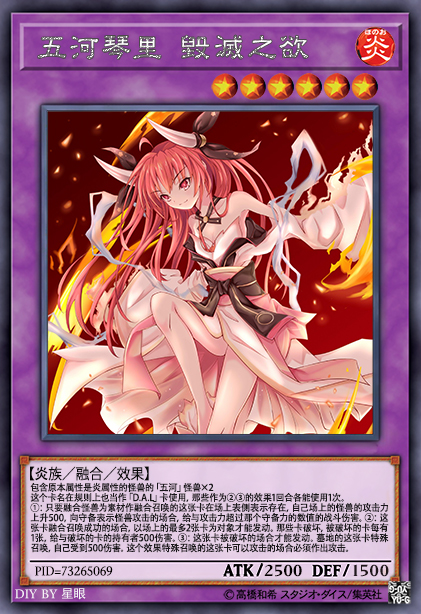 五河琴里 毁灭之欲
ほのお
炎
【炎族／融合／效果】
包含原本属性是炎属性的怪兽的「五河」怪兽×2
这个卡名在规则上也当作「D.A.L」卡使用，那些作为②③的效果1回合各能使用1次。
①：只要融合怪兽为素材作融合召唤的这张卡在场上表侧表示存在，自己场上的怪兽的攻击力
上升500，向守备表示怪兽攻击的场合，给与攻击力超过那个守备力的数值的战斗伤害。②：这
张卡融合召唤成功的场合，以场上的最多2张卡为对象才能发动。那些卡破坏，被破坏的卡每有
1张，给与破坏的卡的持有者500伤害。③：这张卡被破坏的场合才能发动。墓地的这张卡特殊
召唤，自己受到500伤害。这个效果特殊召唤的这张卡可以攻击的场合必须作出攻击。
PID=73265069
ATK/2500 DEF/1500
DIY BY 星眼
©高橋和希 スタジオ・ダイス/集英社